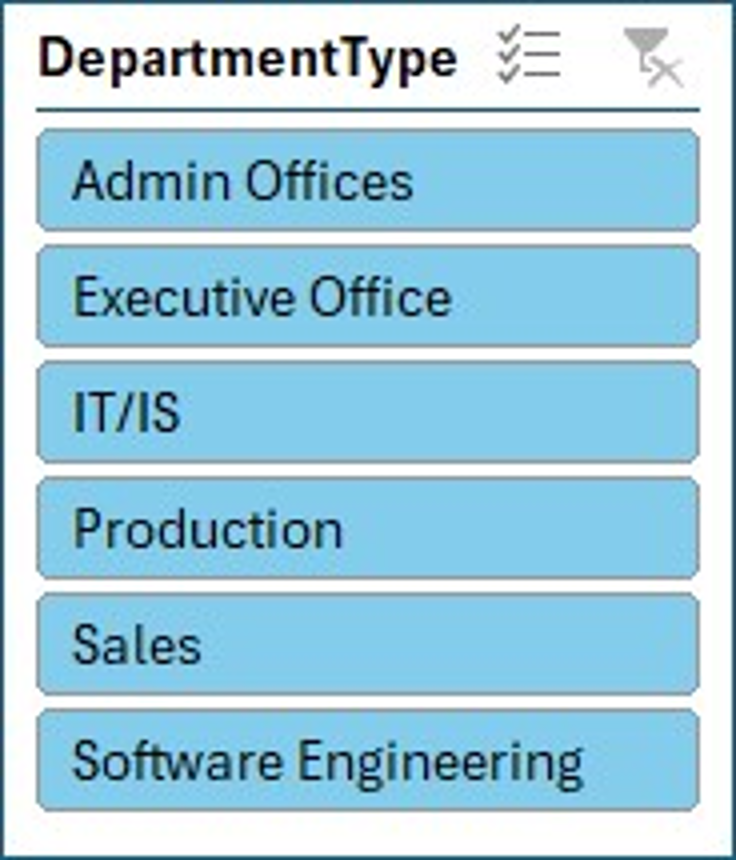 DepartmentType
Admin Offices
Executive Office
IT/IS
Production
Sales
Software Engineering